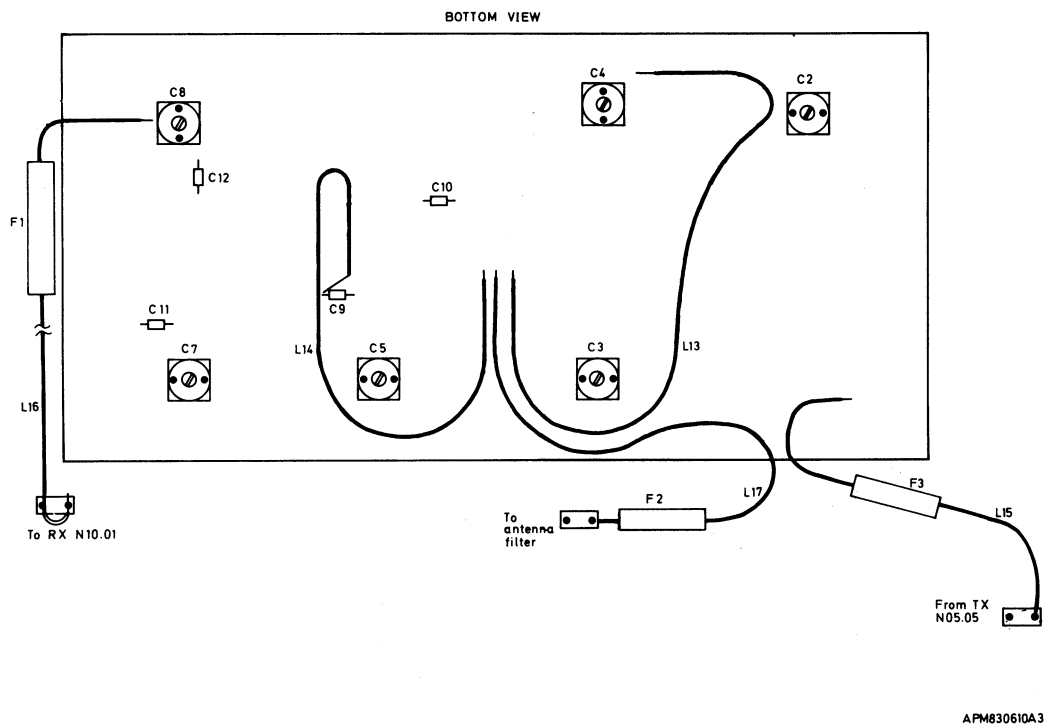 BOTTOM VIEW
C8
C4
C2
C12
C10
F1
C9
C11
C7
L14
C5
C3
L13
L16
L17
F3
F2
L15
To RX N10.01
To
antenna
filter
From TX
N05.05
APM830610A3